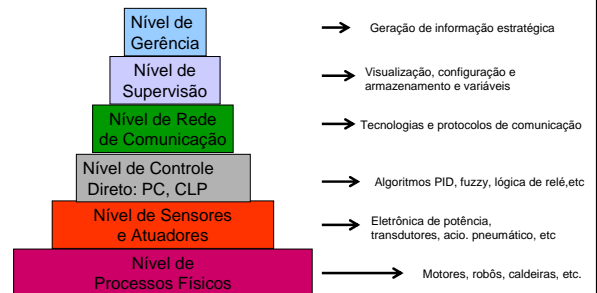 Nível de
Gerência
Geração de informação estratégica
Nível de
Supervisão
Visualização, configuração e
armazenamento e variáveis
Nível de Rede
de Comunicação
Tecnologias e protocolos de comunicação
Nível de Controle
Direto: PC, CLP
Algoritmos PID, fuzzy, lógica de relé,etc
Nível de Sensores
e Atuadores
Eletrônica de potência,
transdutores, acio. pneumático, etc
Nível de
Processos Físicos
Motores, robôs, caldeiras, etc.